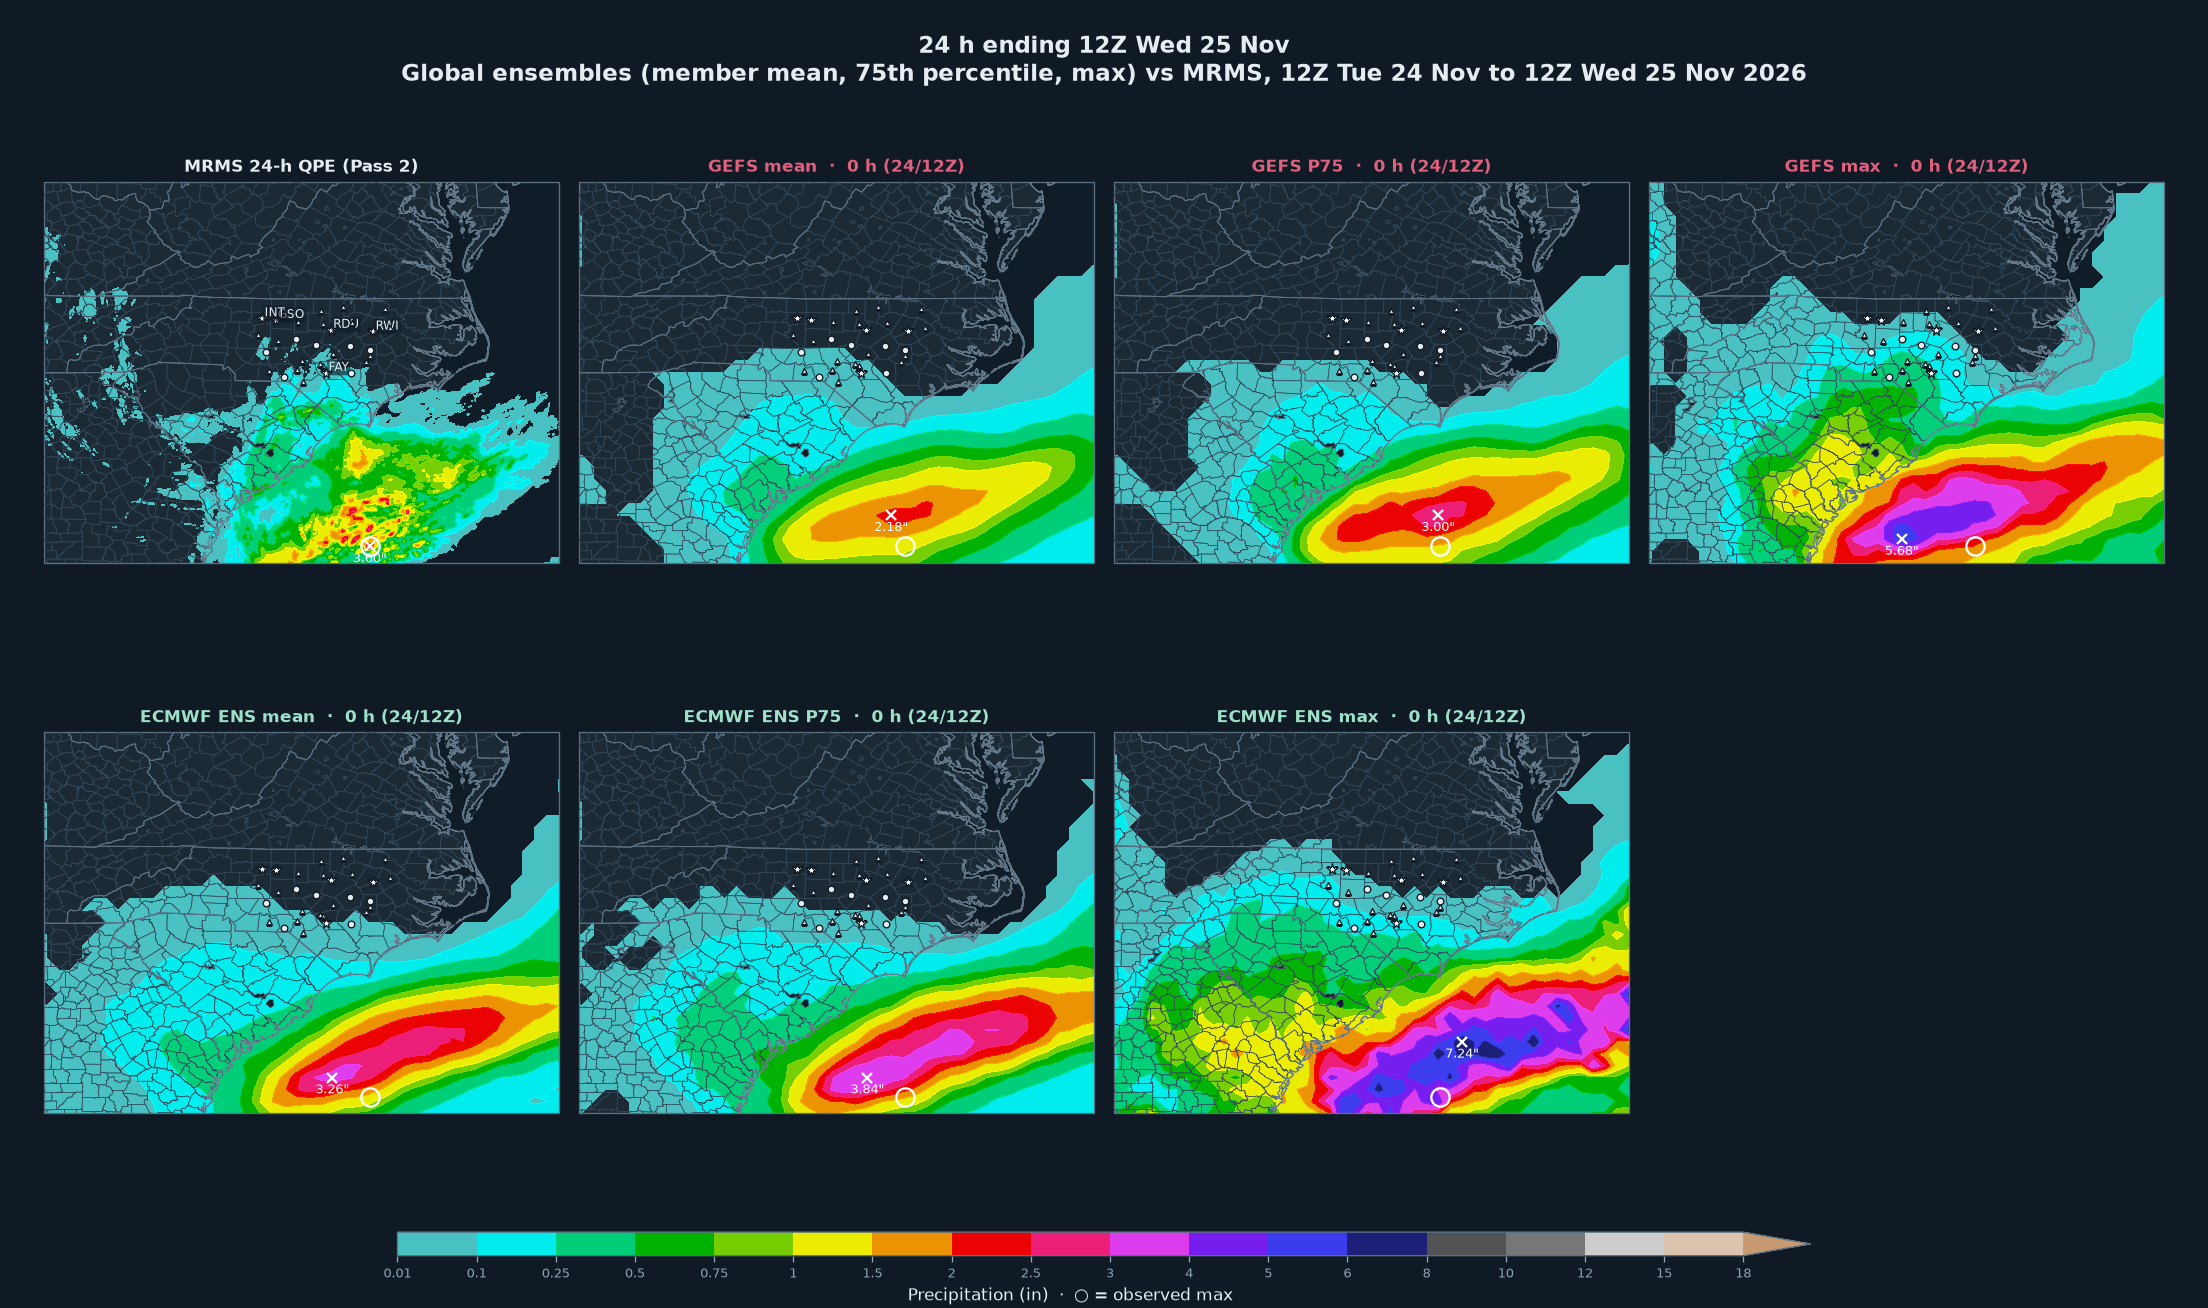 24 h ending 12Z Wed 25 Nov
Global ensembles (member mean, 75th percentile, max) vs MRMS, 12Z Tue 24 Nov to 12Z Wed 25 Nov 2026
MRMS 24-h QPE (Pass 2)
GEFS mean · 0 h (24/12Z)
GEFS P75 · 0 h (24/12Z)
GEFS max · 0 h (24/12Z)
RWI
FAY
3.60"
2.18"
3.00"
5.68"
ECMWF ENS mean · 0 h (24/12Z)
ECMWF ENS P75 · 0 h (24/12Z)
ECMWF ENS max · 0 h (24/12Z)
3.26"
3.84"
7.24"
0.01 0.1 0.25 0.5 0.75 1 1.5 2 2.5 3 4 5 6 8 10 12 15 18
Precipitation (in) · ○ = observed max